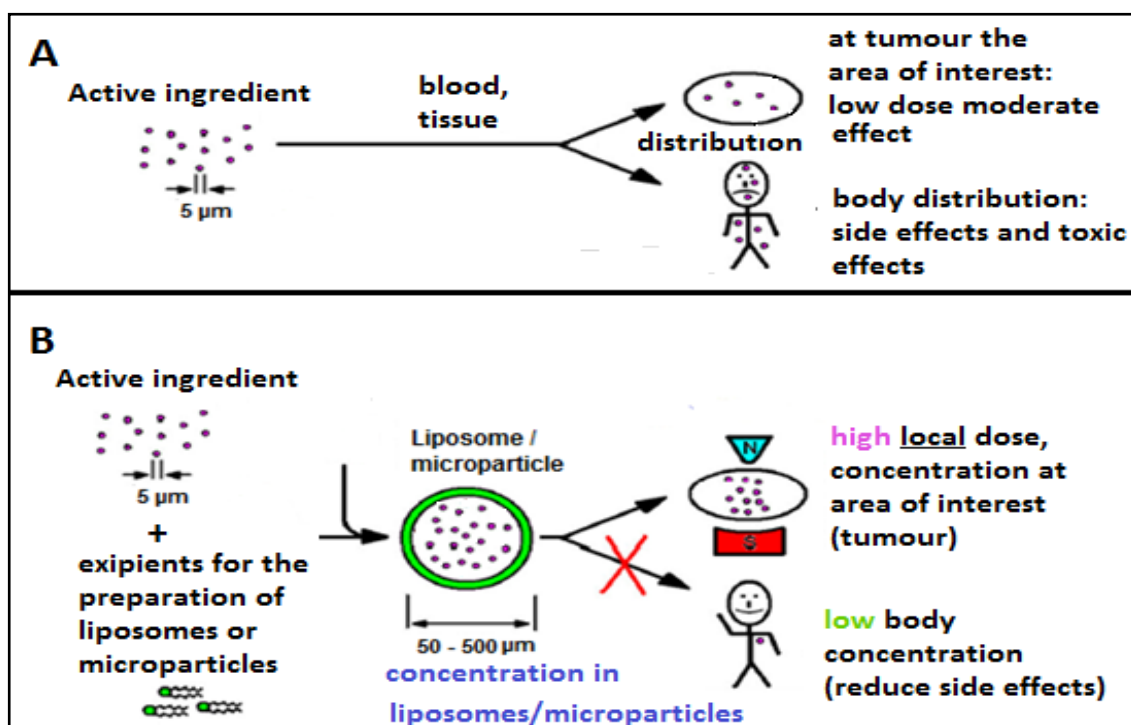 A
Active ingredient
5 µm
blood,
tissue
distribution
at tumour the
area of interest:
low dose moderate
effect
body distribution:
side effects and toxic
effects
B
Active ingredient
5 µm
+
exipients for the
preparation of
liposomes or
microparticles
Liposome /
microparticle
50 - 500 µm
concentration in
liposomes/microparticles
N
S
high local dose,
concentration at
area of interest
(tumour)
low body
concentration
(reduce side effects)